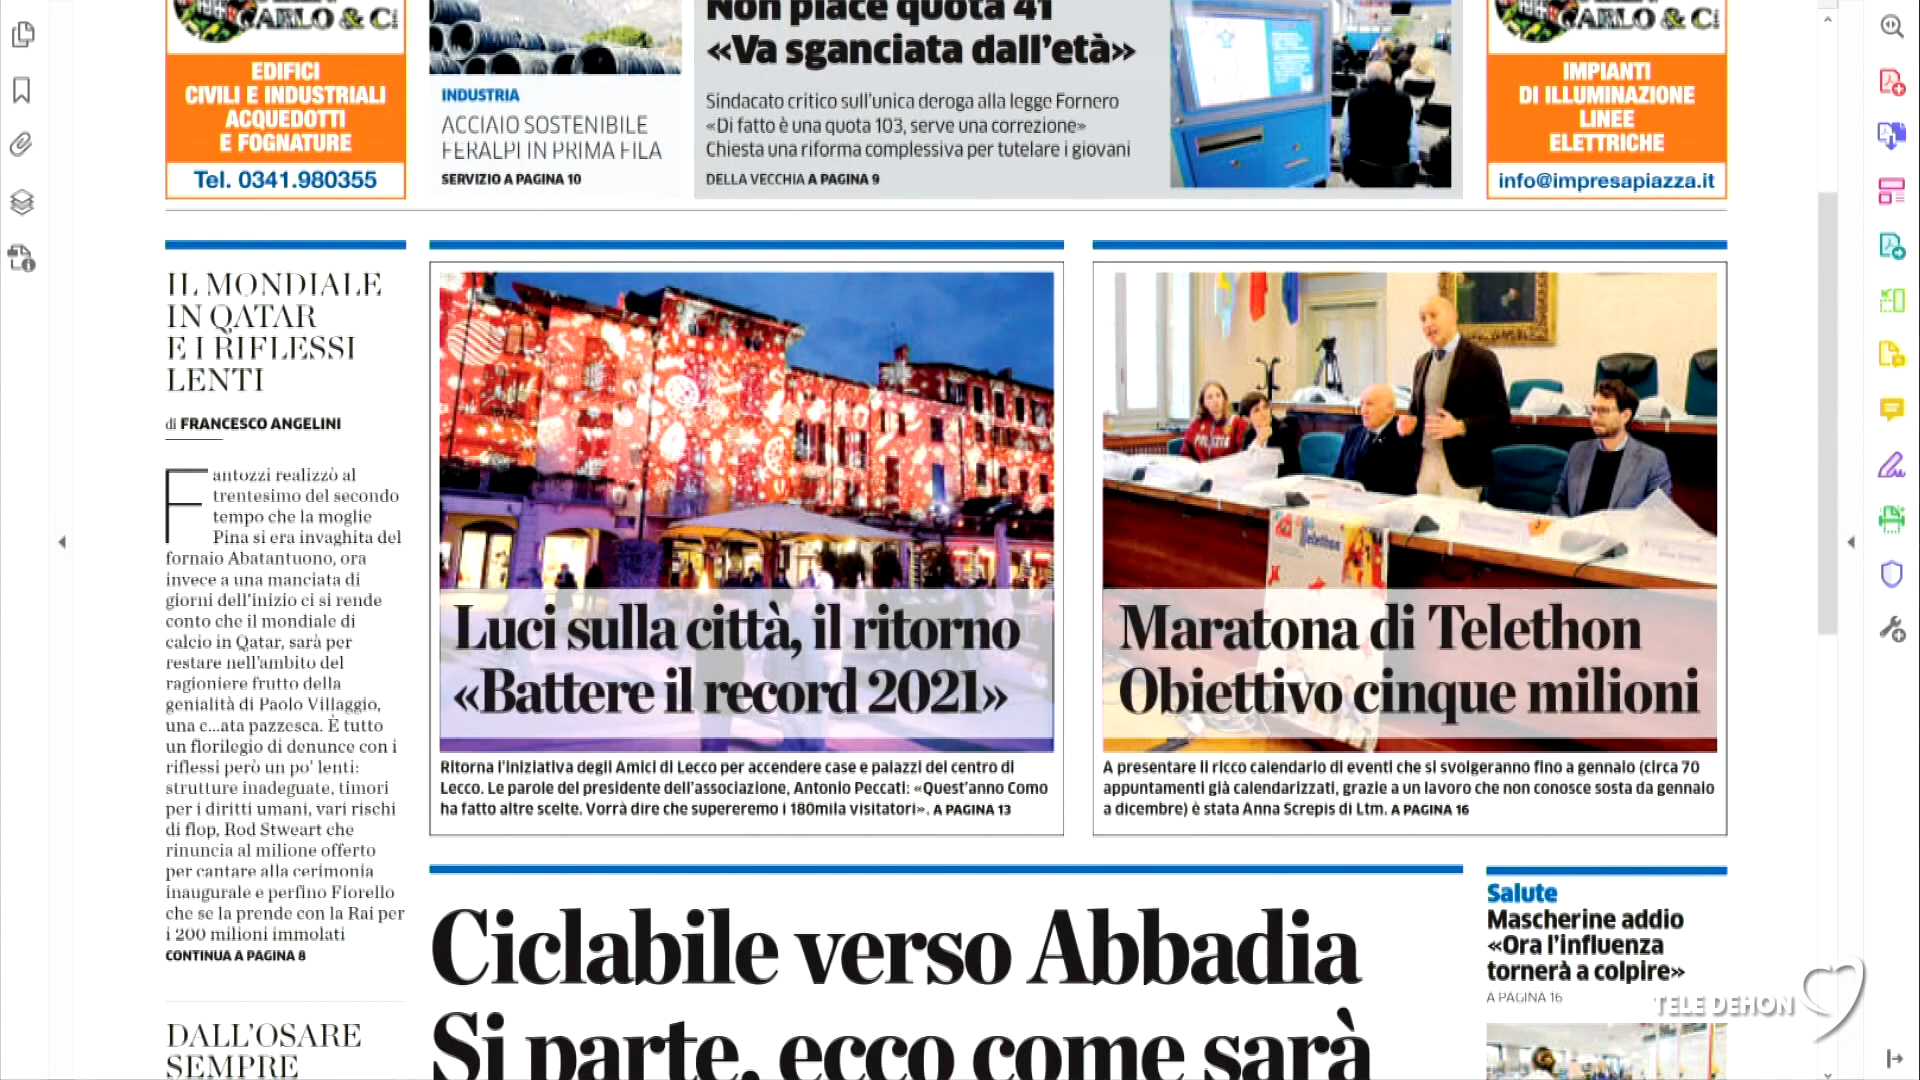 CARLO & C.
EDIFICI
CIVILI E INDUSTRIALI
ACQUEDOTTI
E FOGNATURE
Tel. 0341.980355
INDUSTRIA
ACCIAIO SOSTENIBILE
FERALPI IN PRIMA FILA
SERVIZIO A PAGINA 10
Non piace quota 41
«Va sganciata dall'età»
Sindacato critico sull'unica deroga alla legge Fornero
«Di fatto è una quota 103, serve una correzione»
Chiesta una riforma complessiva per tutelare i giovani
DELLA VECCHIA A PAGINA 9
CARLO & C.
IMPIANTI
DI ILLUMINAZIONE
LINEE
ELETTRICHE
info@impresapiazza.it
IL MONDIALE
IN QATAR
E I RIFLESSI
LENTI
di FRANCESCO ANGELINI
Fantozzi realizzò al
trentesimo del secondo
tempo che la moglie
Pina si era invaghita del
fornaio Abatantuono, ora
invece a una manciata di
giorni dell'inizio ci si rende
conto che il mondiale di
calcio in Qatar, sarà per
restare nell'ambito del
ragioniere frutto della
genialità di Paolo Villaggio,
una c...ata pazzesca. È tutto
un florilegio di denunce con i
riflessi però un po' lenti:
strutture inadeguate, timori
per i diritti umani, vari rischi
di flop, Rod Stweart che
rinuncia al milione offerto
per cantare alla cerimonia
inaugurale e perfino Fiorello
che se la prende con la Rai per
i 200 milioni immolati
CONTINUA A PAGINA 8
DALL'OSARE
SEMPRE
Luci sulla città, il ritorno
«Battere il record 2021»
Ritorna l'iniziativa degli Amici di Lecco per accendere case e palazzi del centro di
Lecco. Le parole del presidente dell'associazione, Antonio Peccati: «Quest'anno Como
ha fatto altre scelte. Vorrà dire che supereremo i 180mila visitatori». A PAGINA 13
Telethon
Maratona di Telethon
Obiettivo cinque milioni
A presentare il ricco calendario di eventi che si svolgeranno fino a gennaio (circa 70
appuntamenti già calendarizzati, grazie a un lavoro che non conosce sosta da gennaio
a dicembre) è stata Anna Screpis di Ltm. A PAGINA 16
Ciclabile verso Abbadia
Si parte, ecco come sarà
Salute
Mascherine addio
«Ora l'influenza
tornerà a colpire»
A PAGINA 16
TELE DEHON